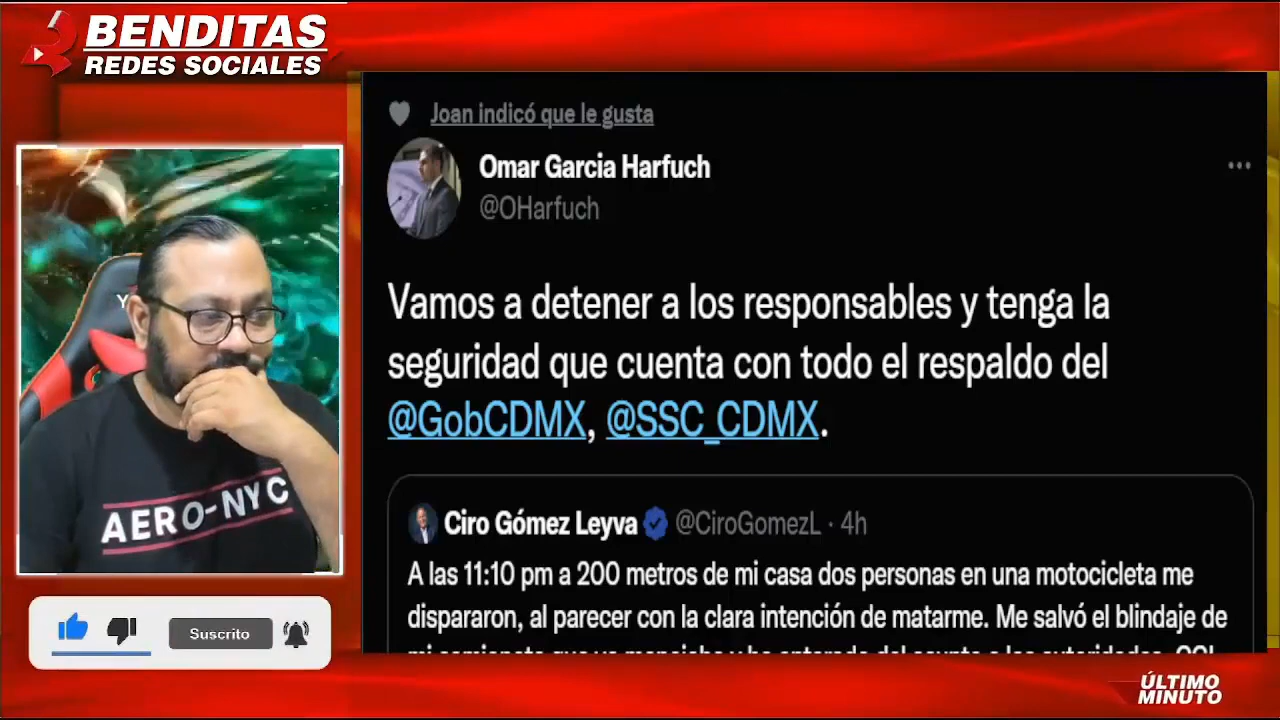 BENDITAS
REDES SOCIALES
Joan indicó que le gusta
Omar Garcia Harfuch
@OHarfuch
Vamos a detener a los responsables y tenga la
seguridad que cuenta con todo el respaldo del
@GobCDMX, @SSC_CDMX.
Ciro Gómez Leyva @CiroGomezL · 4h
A las 11:10 pm a 200 metros de mi casa dos personas en una motocicleta me
dispararon, al parecer con la clara intención de matarme. Me salvó el blindaje de
AERO-NYC
Suscrito
ÚLTIMO
MINUTO